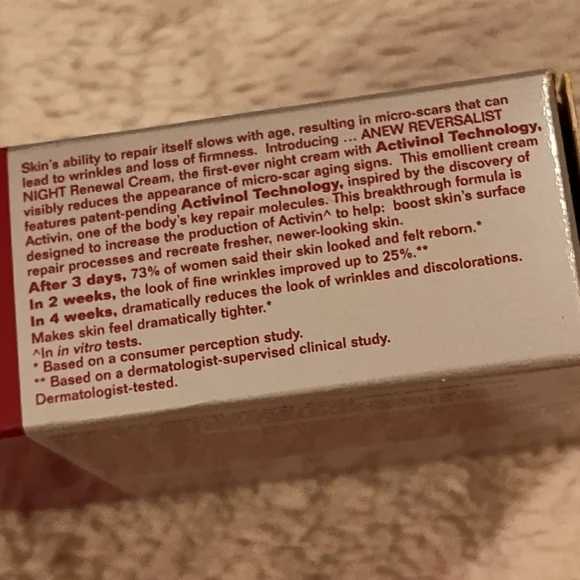 Skin's ability to repair itself slows with age, resulting in micro-scars that can
lead to wrinkles and loss of firmness. Introducing ... ANEW REVERSALIST
NIGHT Renewal Cream, the first-ever night cream with Activinol Technology,
visibly reduces the appearance of micro-scar aging signs. This emollient cream
features patent-pending Activinol Technology, inspired by the discovery of
Activin, one of the body's key repair molecules. This breakthrough formula is
designed to increase the production of Activin^ to help: boost skin's surface
repair processes and recreate fresher, newer-looking skin.
After 3 days, 73% of women said their skin looked and felt reborn.*
In 2 weeks, the look of fine wrinkles improved up to 25%.**
In 4 weeks, dramatically reduces the look of wrinkles and discolorations.
Makes skin feel dramatically tighter.*
^In in vitro tests.
* Based on a consumer perception study.
** Based on a dermatologist-supervised clinical study.
Dermatologist-tested.